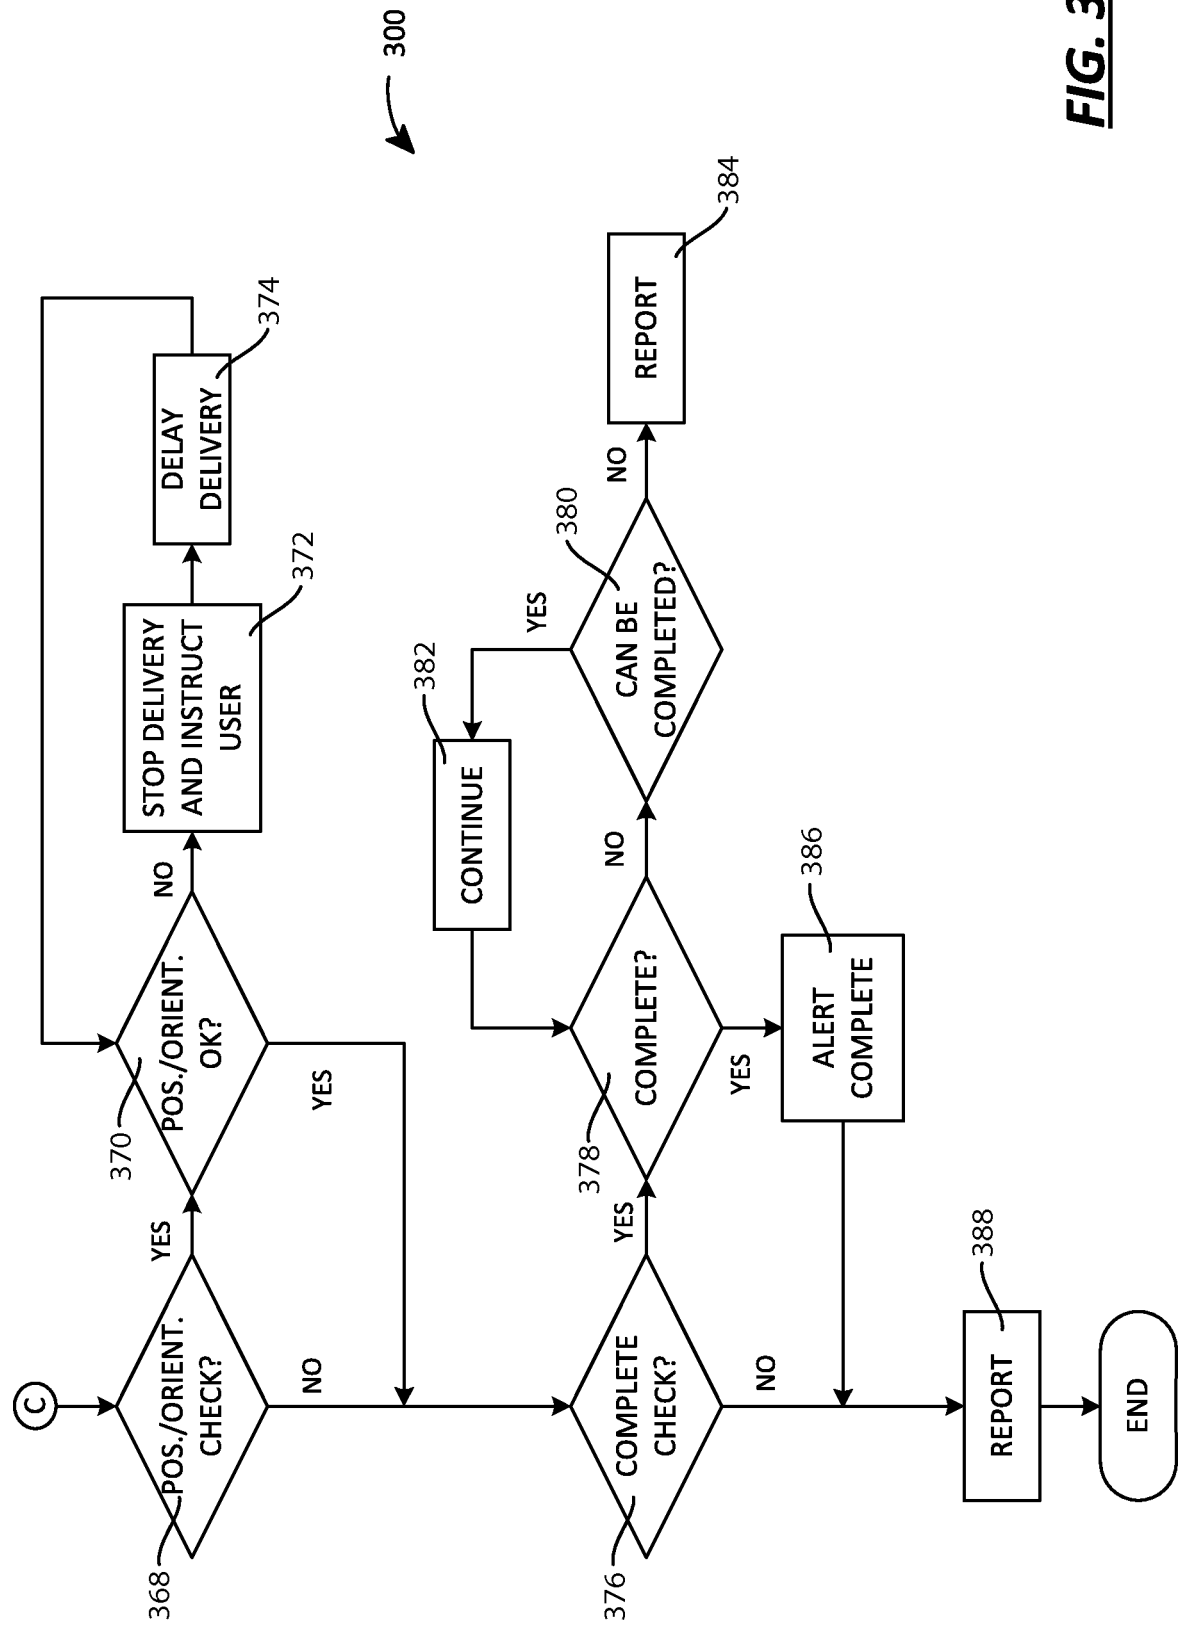 C
368
POS./ORIENT.
CHECK?
YES
NO
370
POS./ORIENT.
OK?
NO
YES
STOP DELIVERY
AND INSTRUCT
USER
372
DELAY
DELIVERY
374
300
376
COMPLETE
CHECK?
YES
NO
378
COMPLETE?
NO
YES
CONTINUE
382
CAN BE
COMPLETED?
380
YES
NO
REPORT
384
ALERT
COMPLETE
386
REPORT
388
END
FIG. 3